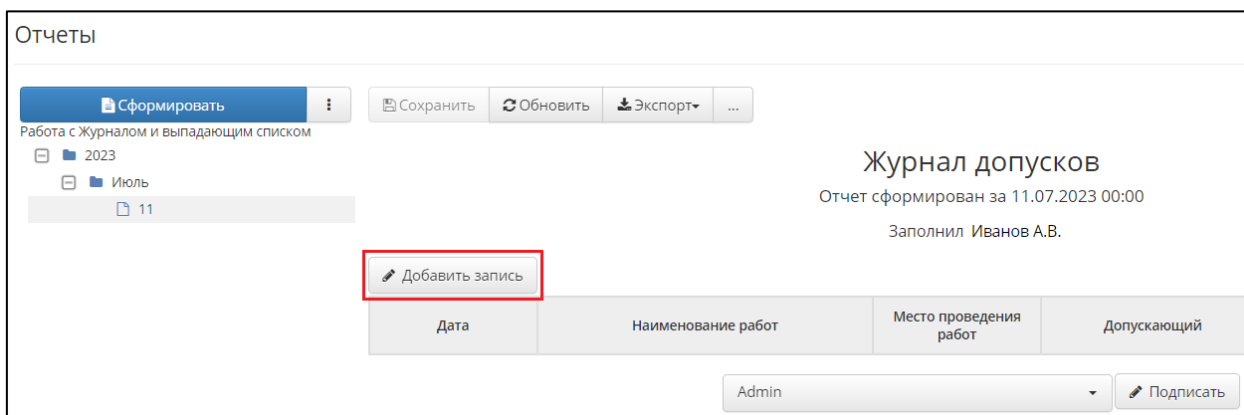 Отчеты
Сформировать
Сохранить Обновить Экспорт ...
Работа с Журналом и выпадающим списком
2023
Июль
11
Журнал допусков
Отчет сформирован за 11.07.2023 00:00
Заполнил Иванов А.В.
Добавить запись
Дата Наименование работ Место проведения работ Допускающий
Admin Подписать